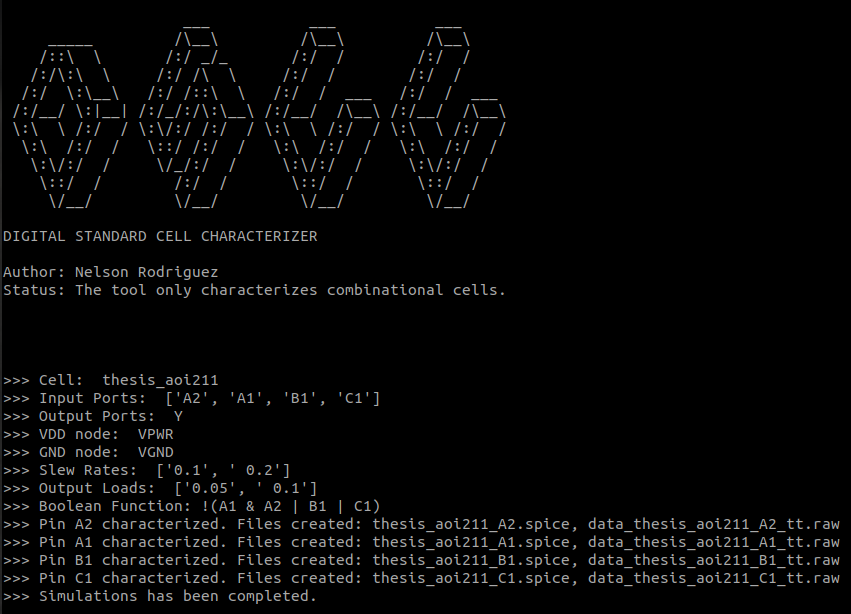 DIGITAL STANDARD CELL CHARACTERIZER
Author: Nelson Rodriguez
Status: The tool only characterizes combinational cells.
>>> Cell:  thesis_aoi211
>>> Input Ports:  ['A2', 'A1', 'B1', 'C1']
>>> Output Ports:  Y
>>> VDD node:  VPWR
>>> GND node:  VGND
>>> Slew Rates:  ['0.1', ' 0.2']
>>> Output Loads:  ['0.05', ' 0.1']
>>> Boolean Function: !(A1 & A2 | B1 | C1)
>>> Pin A2 characterized. Files created: thesis_aoi211_A2.spice, data_thesis_aoi211_A2_tt.raw
>>> Pin A1 characterized. Files created: thesis_aoi211_A1.spice, data_thesis_aoi211_A1_tt.raw
>>> Pin B1 characterized. Files created: thesis_aoi211_B1.spice, data_thesis_aoi211_B1_tt.raw
>>> Pin C1 characterized. Files created: thesis_aoi211_C1.spice, data_thesis_aoi211_C1_tt.raw
>>> Simulations has been completed.